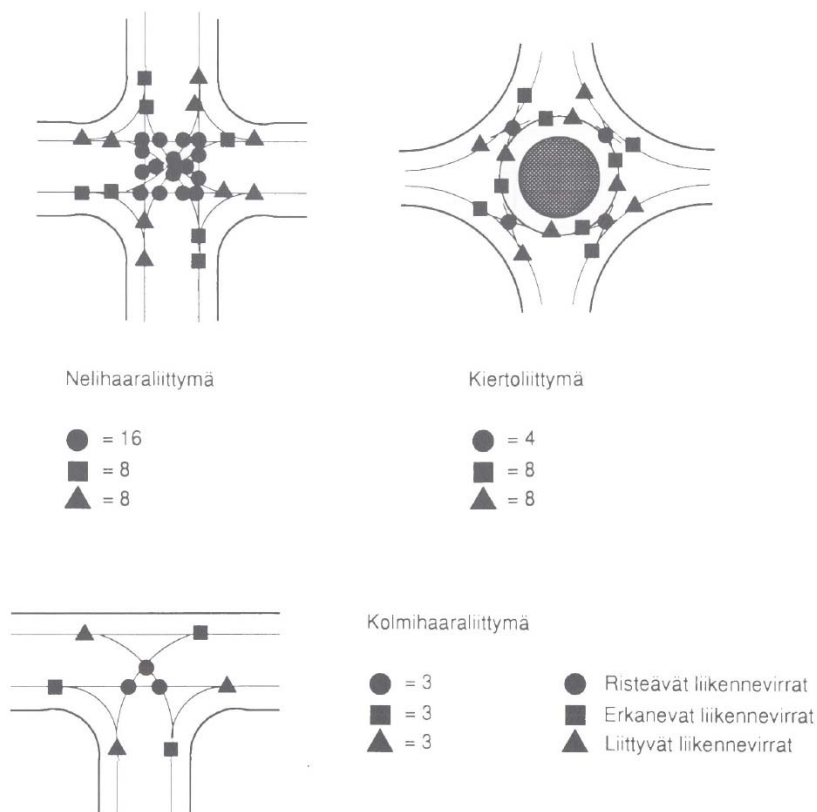 Nelihaaraliittymä
= 16
= 8
= 8
Kiertoliittymä
= 4
= 8
= 8
Kolmihaaraliittymä
= 3
= 3
= 3
Risteävät liikennevirrat
Erkanevat liikennevirrat
Liittyvät liikennevirrat